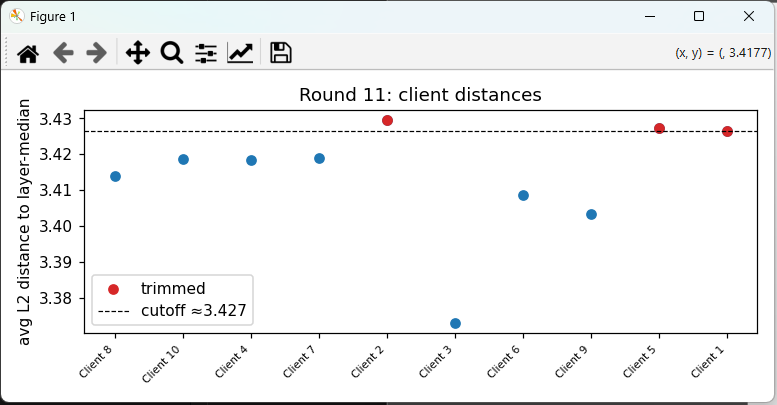 Figure 1
(x, y) = (, 3.4177)
Round 11: client distances
avg L2 distance to layer-median
3.43
3.42
3.41
3.40
3.39
3.38
trimmed
cutoff ≈3.427
Client 8
Client 10
Client 4
Client 7
Client 2
Client 3
Client 6
Client 9
Client 5
Client 1